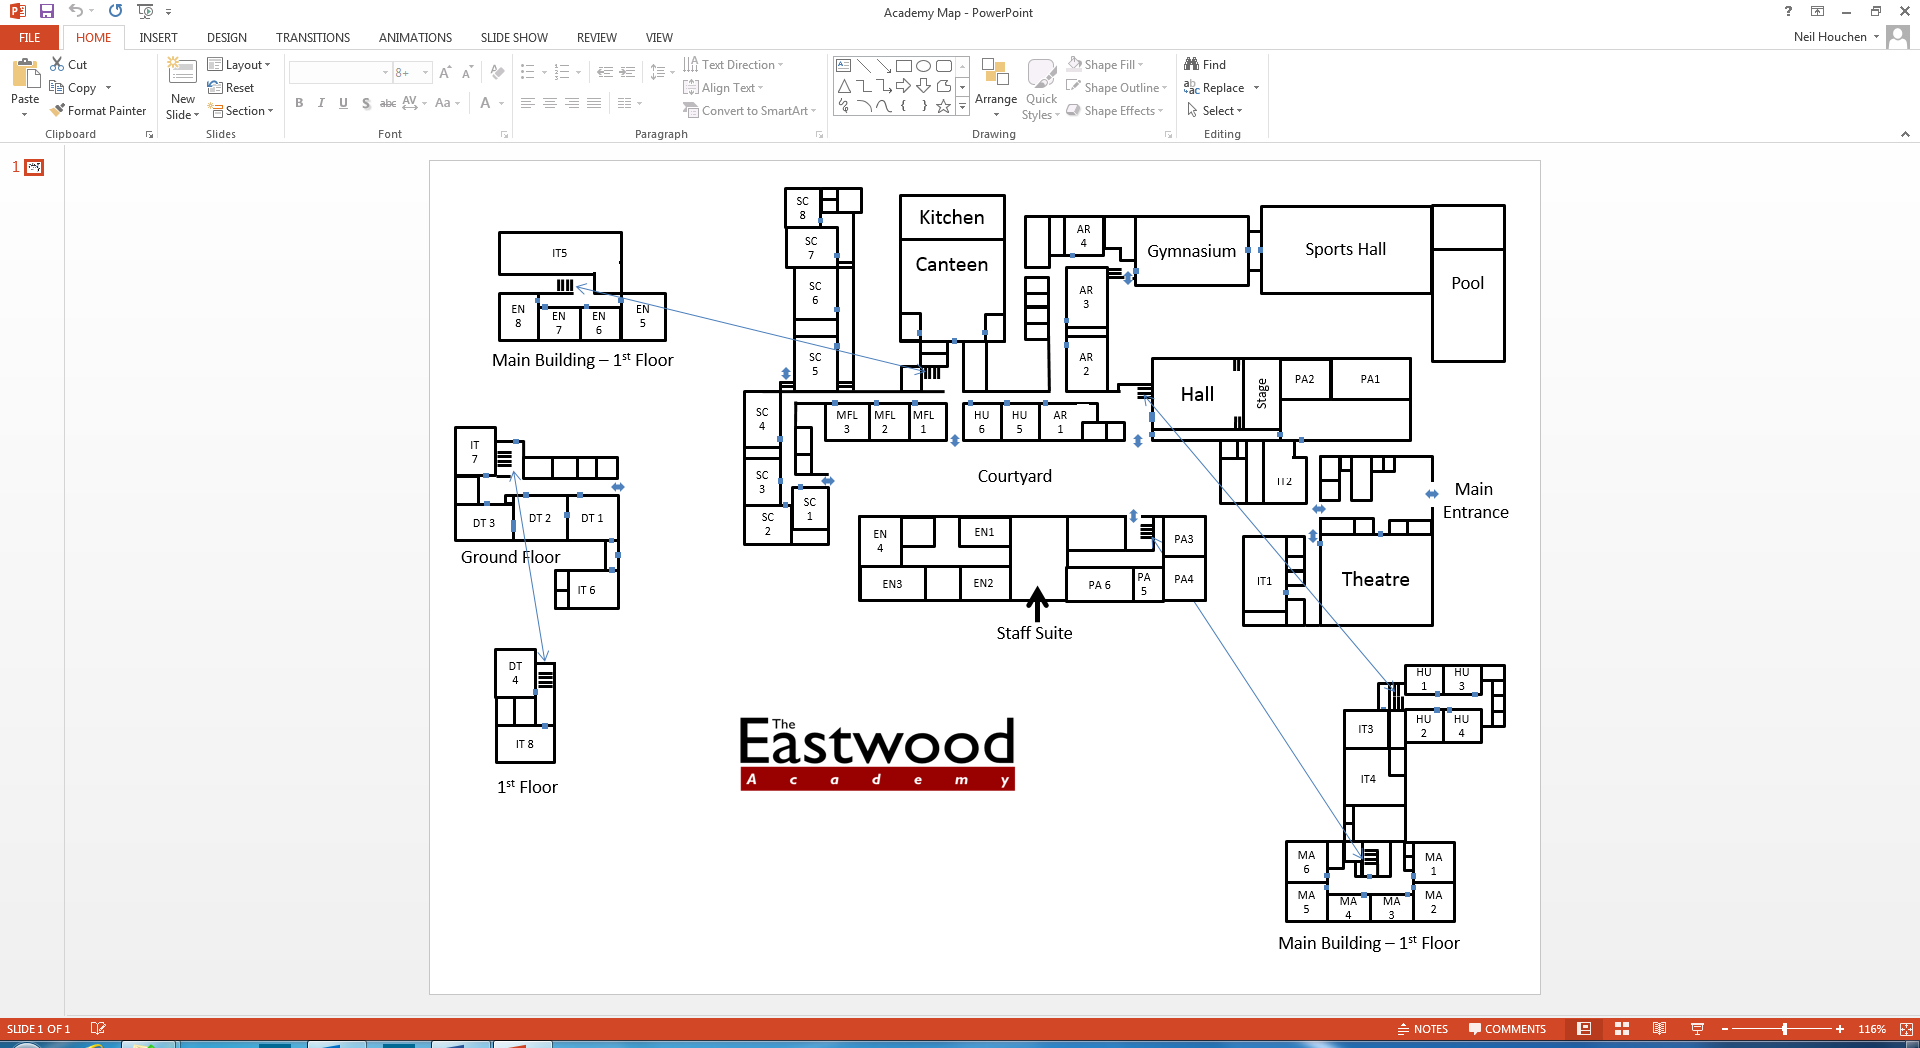 Academy Map - PowerPoint
?
FILE
HOME
INSERT
DESIGN
TRANSITIONS
ANIMATIONS
SLIDE SHOW
REVIEW
VIEW
Neil Houchen
Paste
Cut
Copy
Format Painter
Clipboard
New
Slide
Layout
Reset
Section
Slides
8+
B I U S abc AV Aa A
Font
Text Direction
Align Text
Convert to SmartArt
Paragraph
Arrange
Quick
Styles
Shape Fill
Shape Outline
Shape Effects
Drawing
Find
Replace
Select
Editing
1
IT5
EN
8
EN
7
EN
6
EN
5
Main Building – 1st Floor
SC
8
SC
7
SC
6
SC
5
SC
4
SC
3
SC
2
SC
1
Kitchen
Canteen
AR
4
AR
3
AR
2
Gymnasium
Sports Hall
Pool
MFL
3
MFL
2
MFL
1
HU
6
HU
5
AR
1
Hall
Stage
PA2
PA1
Courtyard
IT2
Main
Entrance
IT
7
DT 3
DT 2
DT 1
Ground Floor
IT 6
EN
4
EN1
EN3
EN2
PA 6
PA
5
PA3
PA4
Staff Suite
IT1
Theatre
DT
4
IT 8
1st Floor
The
Eastwood
Academy
HU
1
HU
3
HU
2
HU
4
IT3
IT4
MA
6
MA
5
MA
4
MA
3
MA
1
MA
2
Main Building – 1st Floor
SLIDE 1 OF 1
NOTES
COMMENTS
116%